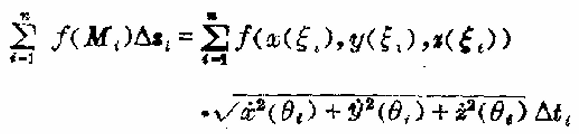 ∑_{i=1}^{n} f(M_i)Δs_i = ∑_{i=1}^{n} f(x(ξ_i), y(ξ_i), z(ξ_i))
·√(ẋ²(θ_i) + ẏ²(θ_i) + ż²(θ_i)) Δt_i